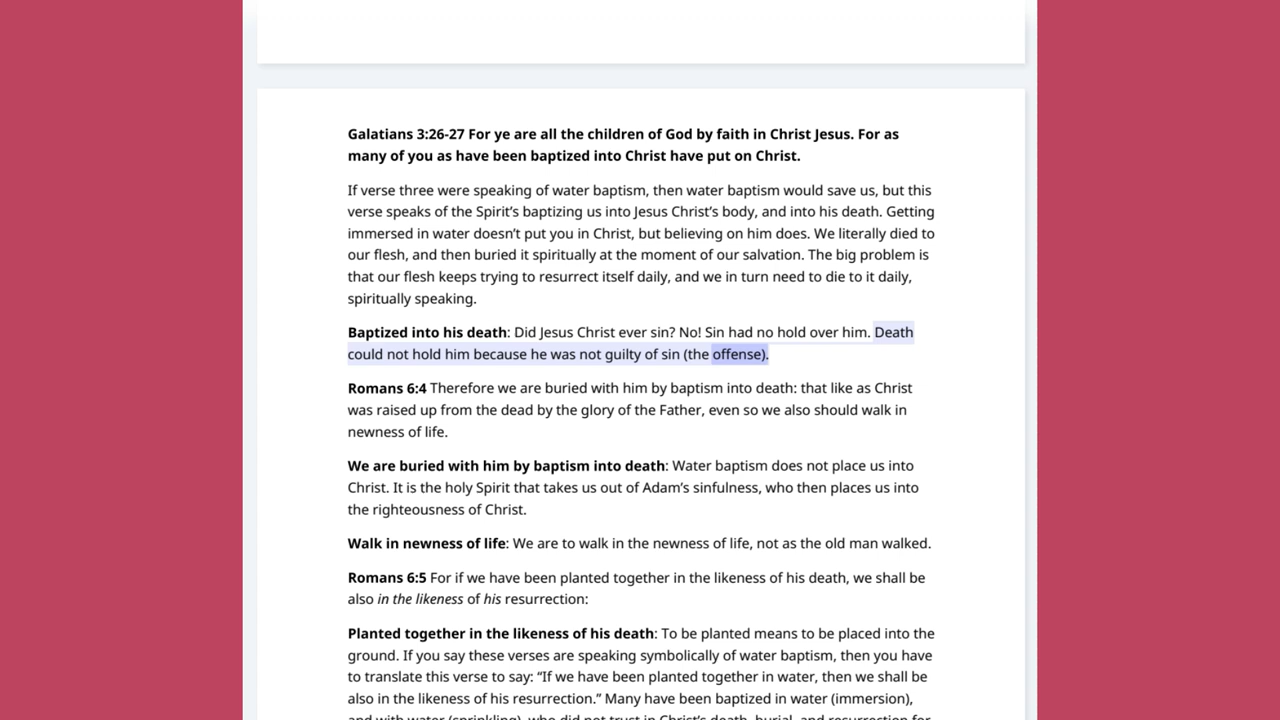 Galatians 3:26-27 For ye are all the children of God by faith in Christ Jesus. For as
many of you as have been baptized into Christ have put on Christ.
If verse three were speaking of water baptism, then water baptism would save us, but this
verse speaks of the Spirit’s baptizing us into Jesus Christ’s body, and into his death. Getting
immersed in water doesn’t put you in Christ, but believing on him does. We literally died to
our flesh, and then buried it spiritually at the moment of our salvation. The big problem is
that our flesh keeps trying to resurrect itself daily, and we in turn need to die to it daily,
spiritually speaking.
Baptized into his death: Did Jesus Christ ever sin? No! Sin had no hold over him. Death
could not hold him because he was not guilty of sin (the offense).
Romans 6:4 Therefore we are buried with him by baptism into death: that like as Christ
was raised up from the dead by the glory of the Father, even so we also should walk in
newness of life.
We are buried with him by baptism into death: Water baptism does not place us into
Christ. It is the holy Spirit that takes us out of Adam’s sinfulness, who then places us into
the righteousness of Christ.
Walk in newness of life: We are to walk in the newness of life, not as the old man walked.
Romans 6:5 For if we have been planted together in the likeness of his death, we shall be
also in the likeness of his resurrection:
Planted together in the likeness of his death: To be planted means to be placed into the
ground. If you say these verses are speaking symbolically of water baptism, then you have
to translate this verse to say: “If we have been planted together in water, then we shall be
also in the likeness of his resurrection.” Many have been baptized in water (immersion),
and with water (sprinkling), who did not trust in Christ’s death, burial, and resurrection for